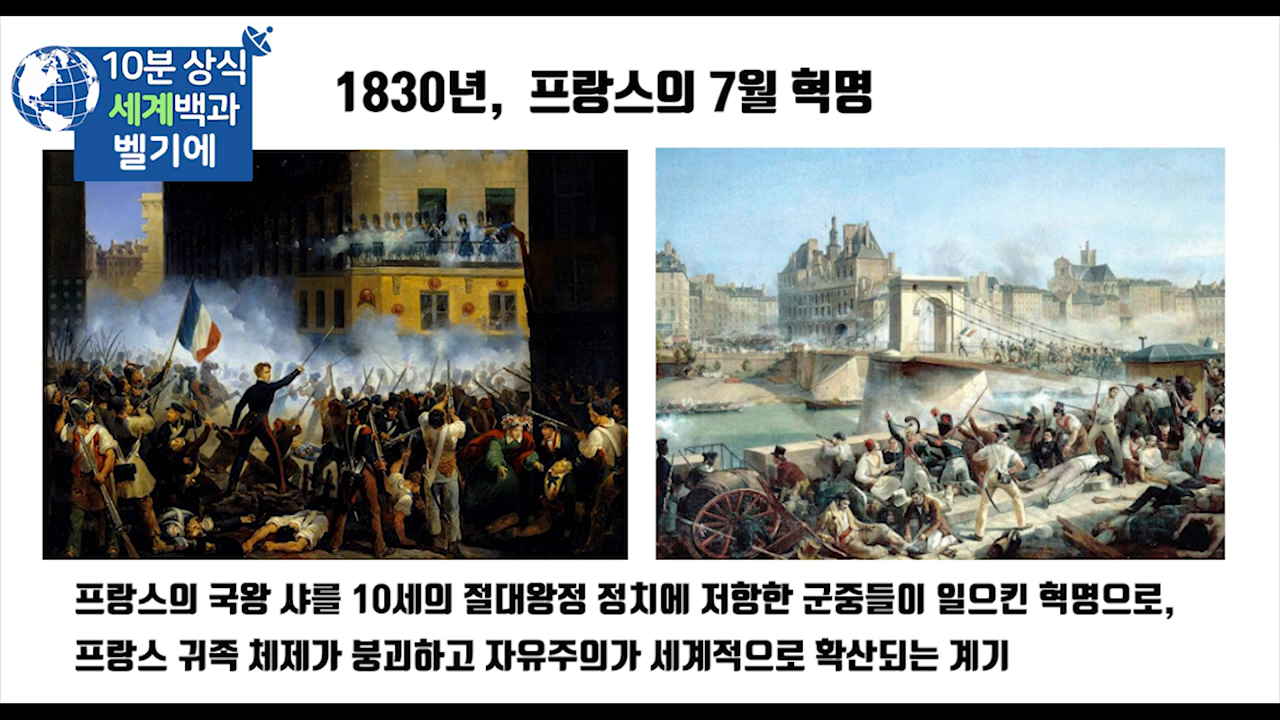 10분 상식
세계백과
벨기에
1830년, 프랑스의 7월 혁명
프랑스의 국왕 샤를 10세의 절대왕정 정치에 저항한 군중들이 일으킨 혁명으로,
프랑스 귀족 체제가 붕괴하고 자유주의가 세계적으로 확산되는 계기